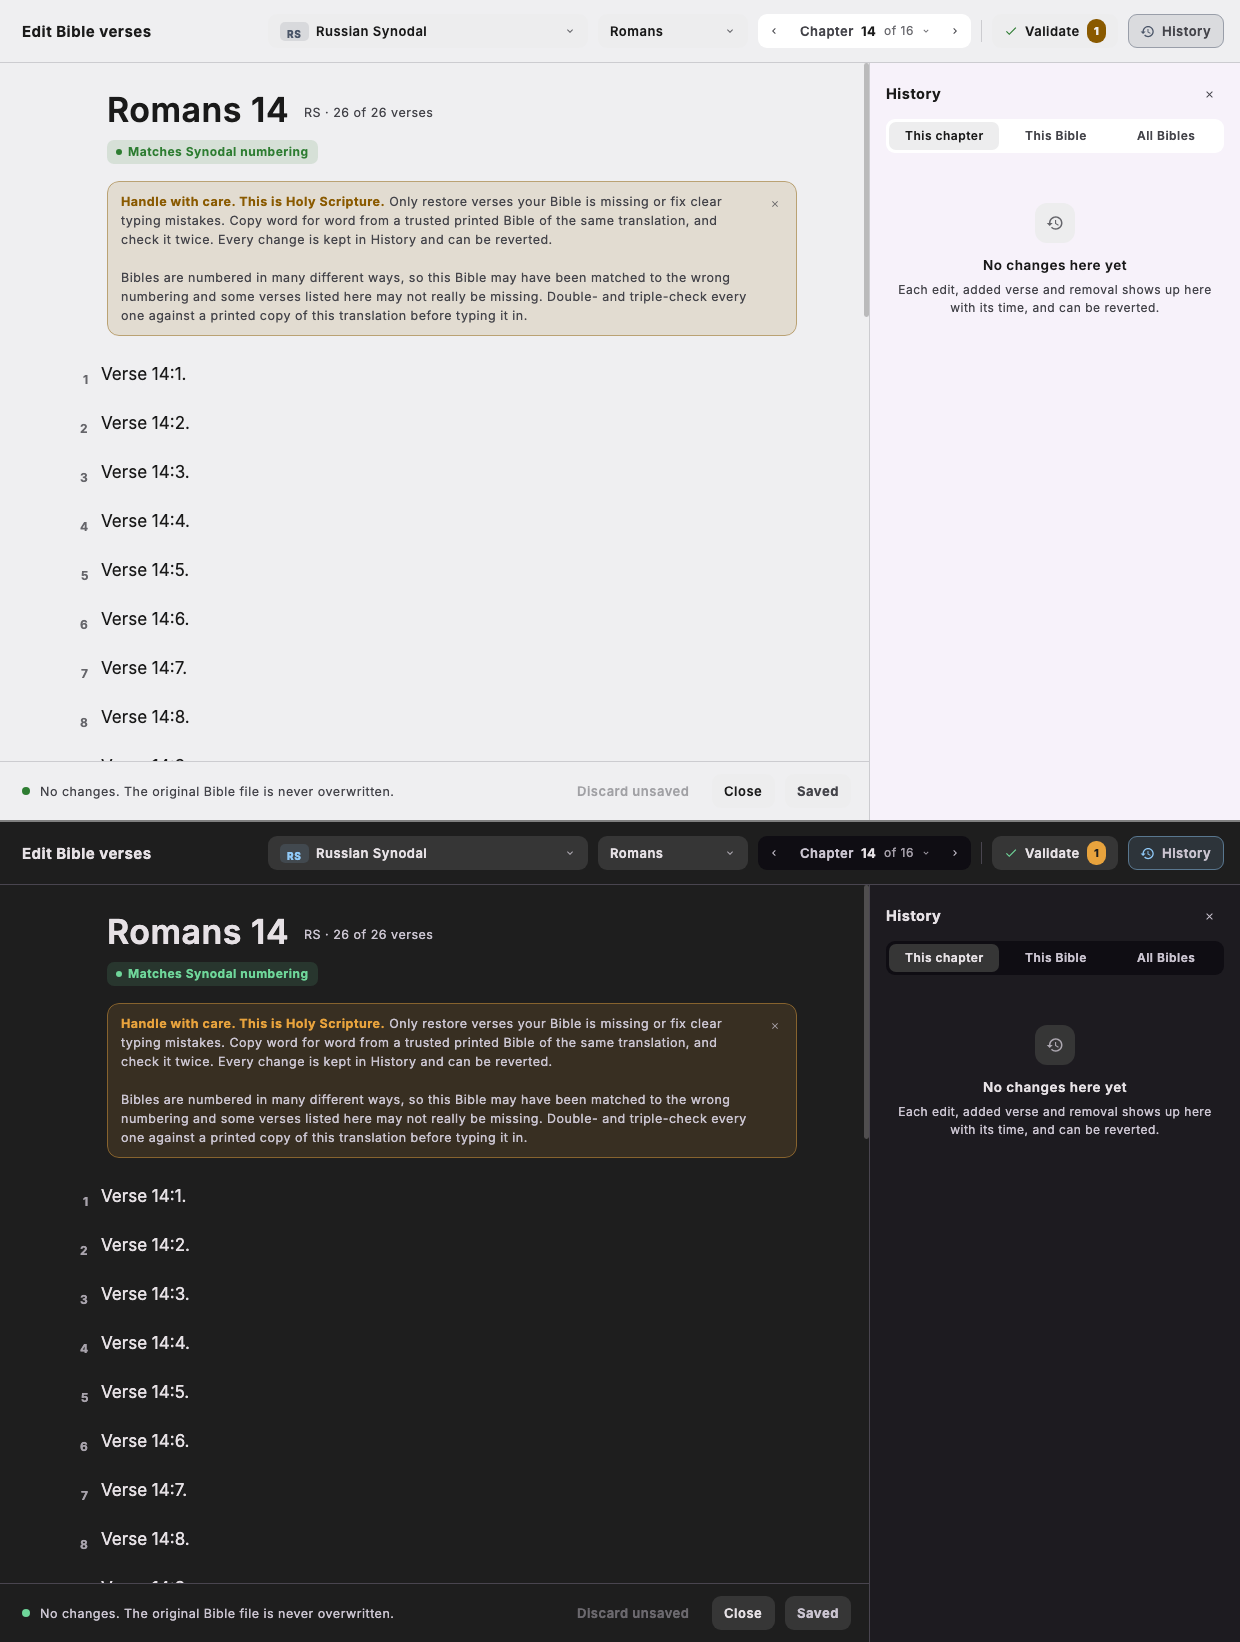 Edit Bible verses
RS Russian Synodal
Romans
Chapter 14 of 16
Validate 1
History
Romans 14 RS · 26 of 26 verses
Matches Synodal numbering
Handle with care. This is Holy Scripture. Only restore verses your Bible is missing or fix clear
typing mistakes. Copy word for word from a trusted printed Bible of the same translation, and
check it twice. Every change is kept in History and can be reverted.
Bibles are numbered in many different ways, so this Bible may have been matched to the wrong
numbering and some verses listed here may not really be missing. Double- and triple-check every
one against a printed copy of this translation before typing it in.
1 Verse 14:1.
2 Verse 14:2.
3 Verse 14:3.
4 Verse 14:4.
5 Verse 14:5.
6 Verse 14:6.
7 Verse 14:7.
8 Verse 14:8.
No changes. The original Bible file is never overwritten.
Discard unsaved
Close
Saved
History
This chapter
This Bible
All Bibles
No changes here yet
Each edit, added verse and removal shows up here
with its time, and can be reverted.
Edit Bible verses
RS Russian Synodal
Romans
Chapter 14 of 16
Validate 1
History
Romans 14 RS · 26 of 26 verses
Matches Synodal numbering
Handle with care. This is Holy Scripture. Only restore verses your Bible is missing or fix clear
typing mistakes. Copy word for word from a trusted printed Bible of the same translation, and
check it twice. Every change is kept in History and can be reverted.
Bibles are numbered in many different ways, so this Bible may have been matched to the wrong
numbering and some verses listed here may not really be missing. Double- and triple-check every
one against a printed copy of this translation before typing it in.
1 Verse 14:1.
2 Verse 14:2.
3 Verse 14:3.
4 Verse 14:4.
5 Verse 14:5.
6 Verse 14:6.
7 Verse 14:7.
8 Verse 14:8.
No changes. The original Bible file is never overwritten.
Discard unsaved
Close
Saved
History
This chapter
This Bible
All Bibles
No changes here yet
Each edit, added verse and removal shows up here
with its time, and can be reverted.